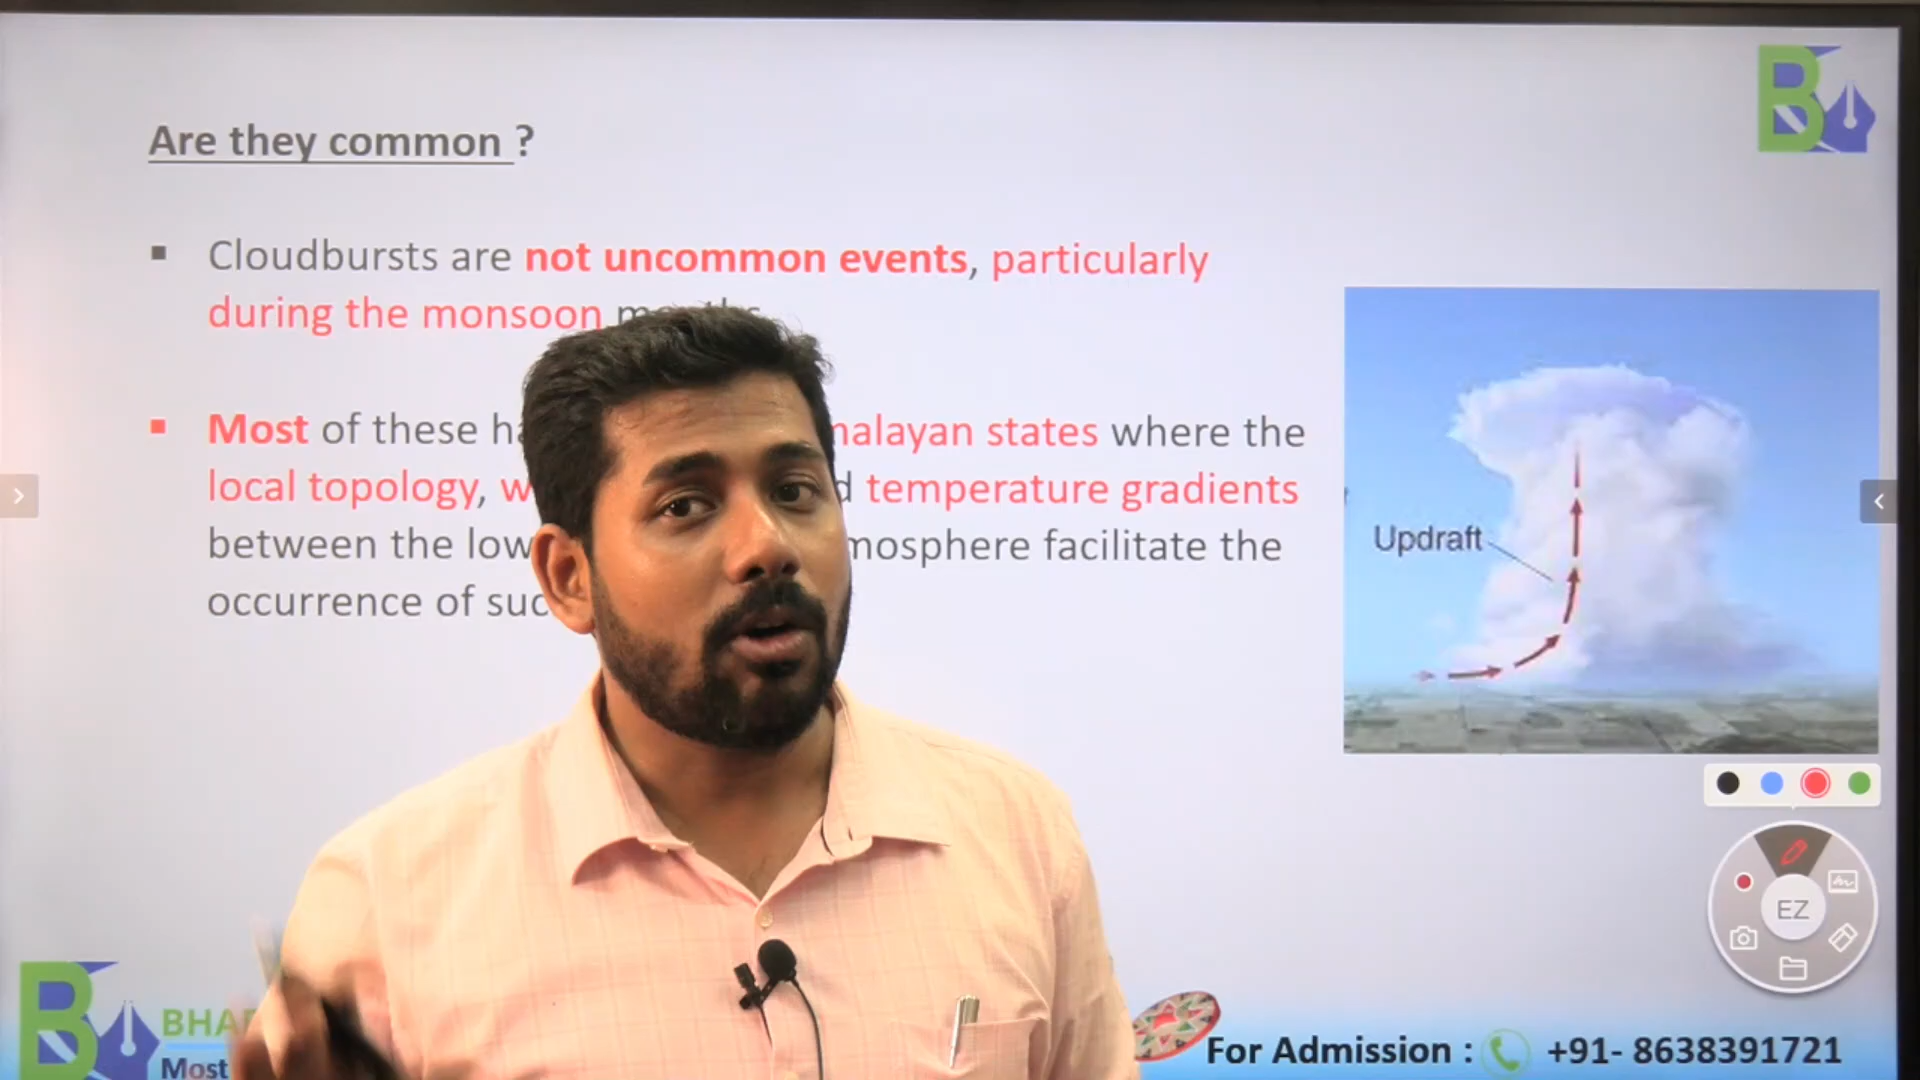 Are they common ?
▪ Cloudbursts are not uncommon events, particularly
during the monsoon
▪ Most of these malayan states where the
local topology, temperature gradients
between the low mosphere facilitate the
occurrence of suc
Updraft
EZ
B
BHA
Most
For Admission : +91- 8638391721